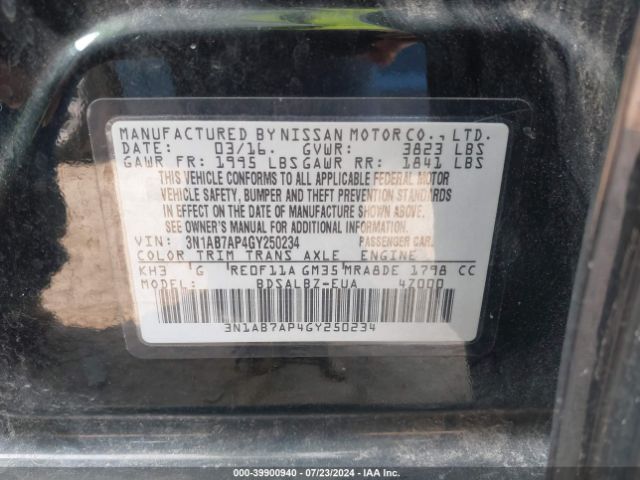 MANUFACTURED BY NISSAN MOTOR CO., LTD.
DATE: 03/16. GVWR: 3823 LBS
GAWR FR: 1995 LBS GAWR RR: 1841 LBS
THIS VEHICLE CONFORMS TO ALL APPLICABLE FEDERAL MOTOR
VEHICLE SAFETY, BUMPER AND THEFT PREVENTION STANDARDS
IN EFFECT ON THE DATE OF MANUFACTURE SHOWN ABOVE.
SEE OWNER'S MANUAL FOR ADDITIONAL INFORMATION.
VIN: 3N1AB7AP4GY250234 PASSENGER CAR.
COLOR TRIM TRANS AXLE ENGINE
KH3 G RE0F11A GM35 MRA8DE 1798 CC
MODEL: BDSALBZ-EUA 4Z000
3N1AB7AP4GY250234
000-39900940 - 07/23/2024 - IAA Inc.